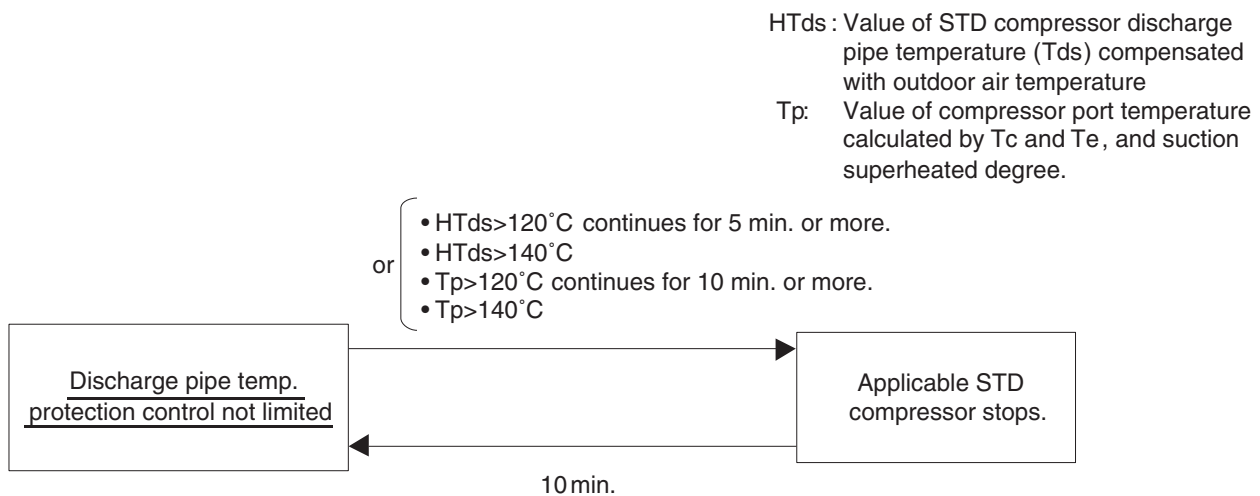 HTds : Value of STD compressor discharge
pipe temperature (Tds) compensated
with outdoor air temperature
Tp: Value of compressor port temperature
calculated by Tc and Te, and suction
superheated degree.
• HTds>120˚C continues for 5 min. or more.
• HTds>140˚C
or
• Tp>120˚C continues for 10 min. or more.
• Tp>140˚C
Discharge pipe temp.
protection control not limited
Applicable STD
compressor stops.
10 min.